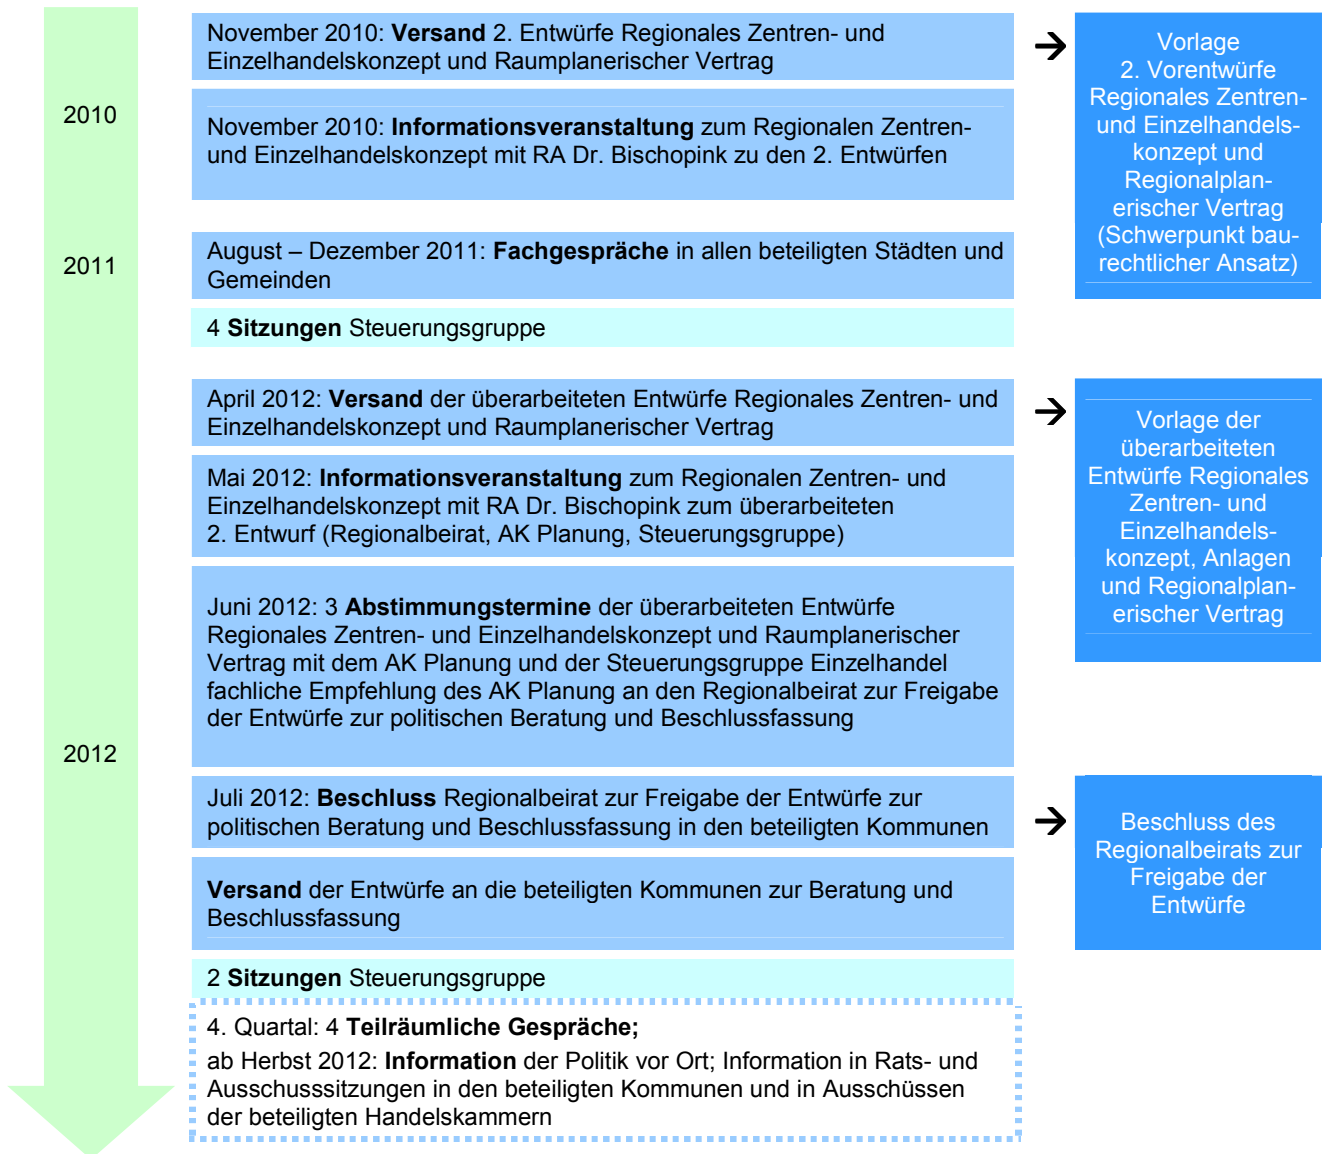 2010
November 2010: Versand 2. Entwürfe Regionales Zentren- und
Einzelhandelskonzept und Raumplanerischer Vertrag
November 2010: Informationsveranstaltung zum Regionalen Zentren-
und Einzelhandelskonzept mit RA Dr. Bischopink zu den 2. Entwürfen
→
Vorlage
2. Vorentwürfe
Regionales Zentren-
und Einzelhandels-
konzept und
Regionalplan-
erischer Vertrag
(Schwerpunkt bau-
rechtlicher Ansatz)
2011
August – Dezember 2011: Fachgespräche in allen beteiligten Städten und
Gemeinden
4 Sitzungen Steuerungsgruppe
2012
April 2012: Versand der überarbeiteten Entwürfe Regionales Zentren- und
Einzelhandelskonzept und Raumplanerischer Vertrag
→
Vorlage der
überarbeiteten
Entwürfe Regionales
Zentren- und
Einzelhandels-
konzept, Anlagen
und Regionalplan-
erischer Vertrag
Mai 2012: Informationsveranstaltung zum Regionalen Zentren- und
Einzelhandelskonzept mit RA Dr. Bischopink zum überarbeiteten
2. Entwurf (Regionalbeirat, AK Planung, Steuerungsgruppe)
Juni 2012: 3 Abstimmungstermine der überarbeiteten Entwürfe
Regionales Zentren- und Einzelhandelskonzept und Raumplanerischer
Vertrag mit dem AK Planung und der Steuerungsgruppe Einzelhandel
fachliche Empfehlung des AK Planung an den Regionalbeirat zur Freigabe
der Entwürfe zur politischen Beratung und Beschlussfassung
Juli 2012: Beschluss Regionalbeirat zur Freigabe der Entwürfe zur
politischen Beratung und Beschlussfassung in den beteiligten Kommunen
→
Beschluss des
Regionalbeirats zur
Freigabe der
Entwürfe
Versand der Entwürfe an die beteiligten Kommunen zur Beratung und
Beschlussfassung
2 Sitzungen Steuerungsgruppe
4. Quartal: 4 Teilräumliche Gespräche;
ab Herbst 2012: Information der Politik vor Ort; Information in Rats- und
Ausschusssitzungen in den beteiligten Kommunen und in Ausschüssen
der beteiligten Handelskammern